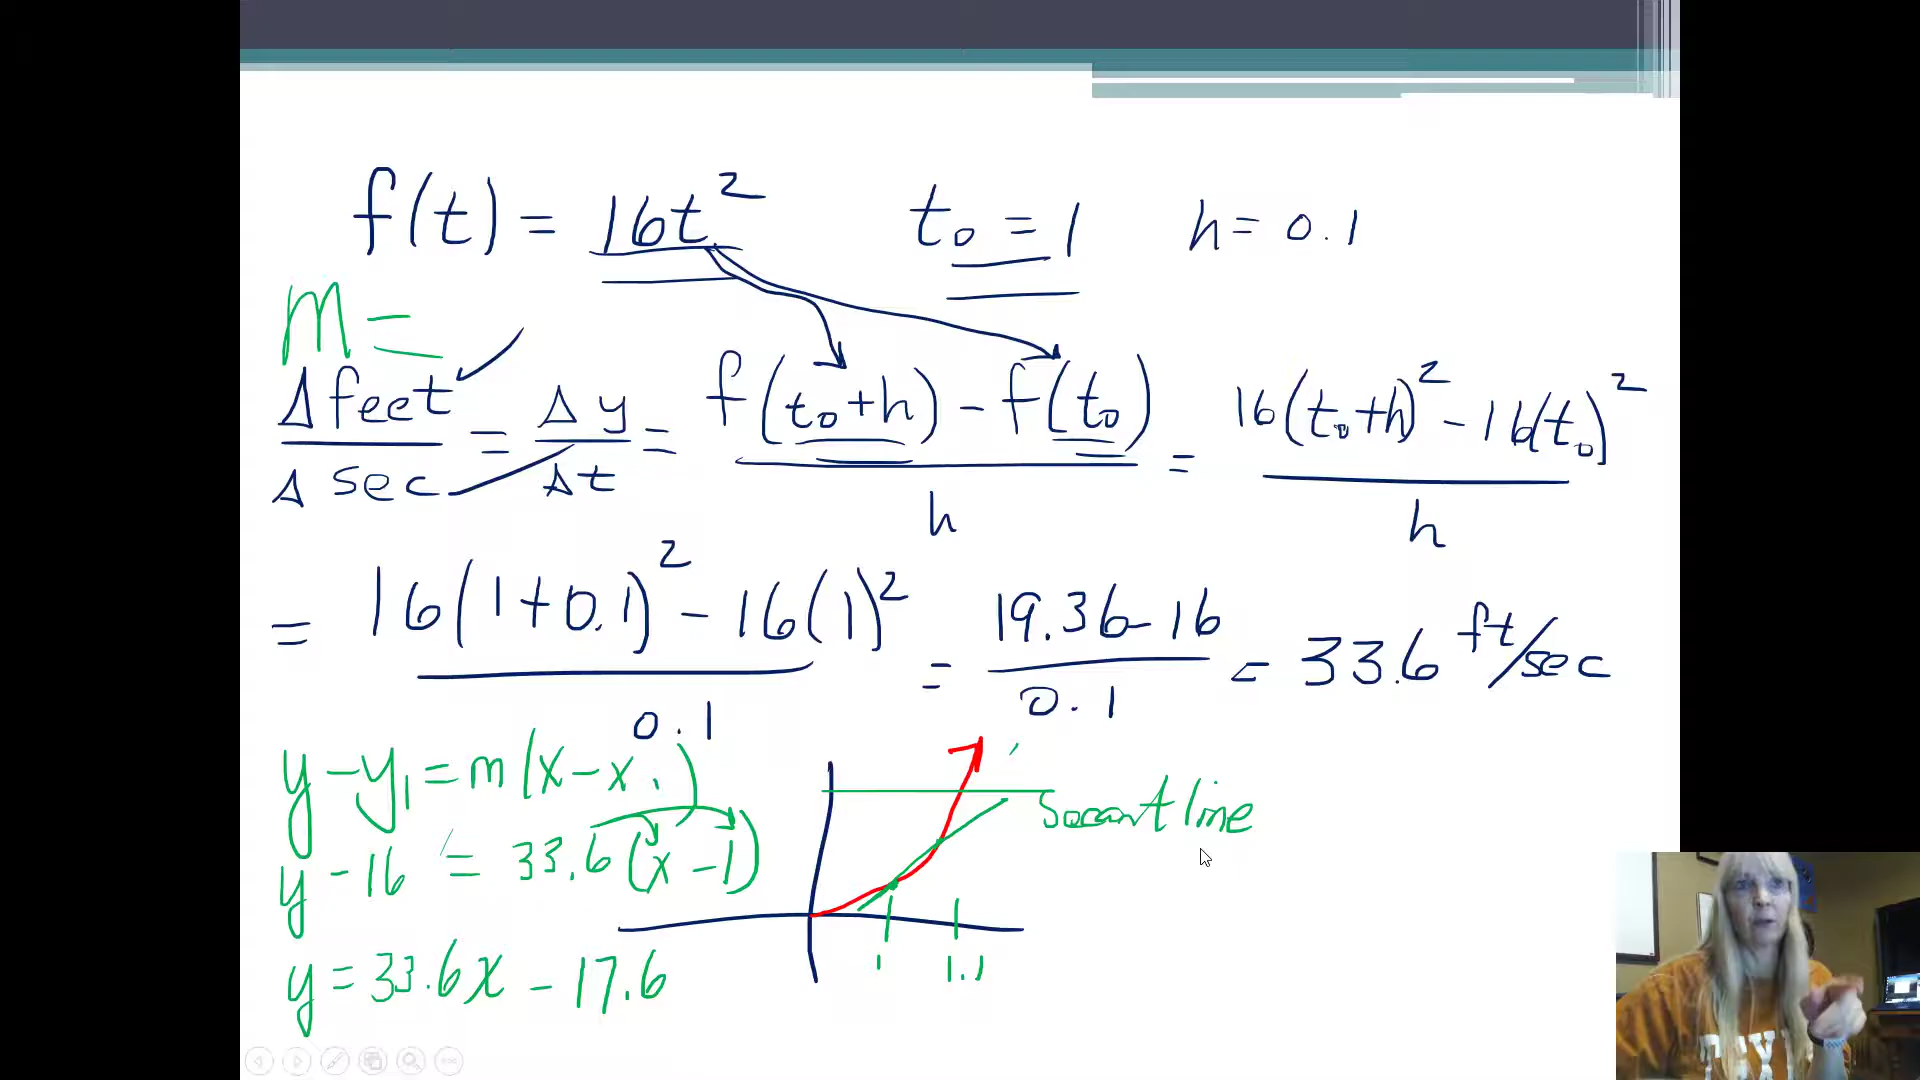 f(t) = 16t² t₀ = 1 h = 0.1
m =
Δfeet/Δsec = Δy/Δt = (f(t₀+h) - f(t₀))/h = (16(t₀+h)² - 16(t₀)²)/h
= (16(1+0.1)² - 16(1)²)/0.1 = (19.36-16)/0.1 = 33.6 ft/sec
y - y₁ = m(x - x₁)
Secant line
y - 16 = 33.6(x - 1)
y = 33.6x - 17.6
1 1.1